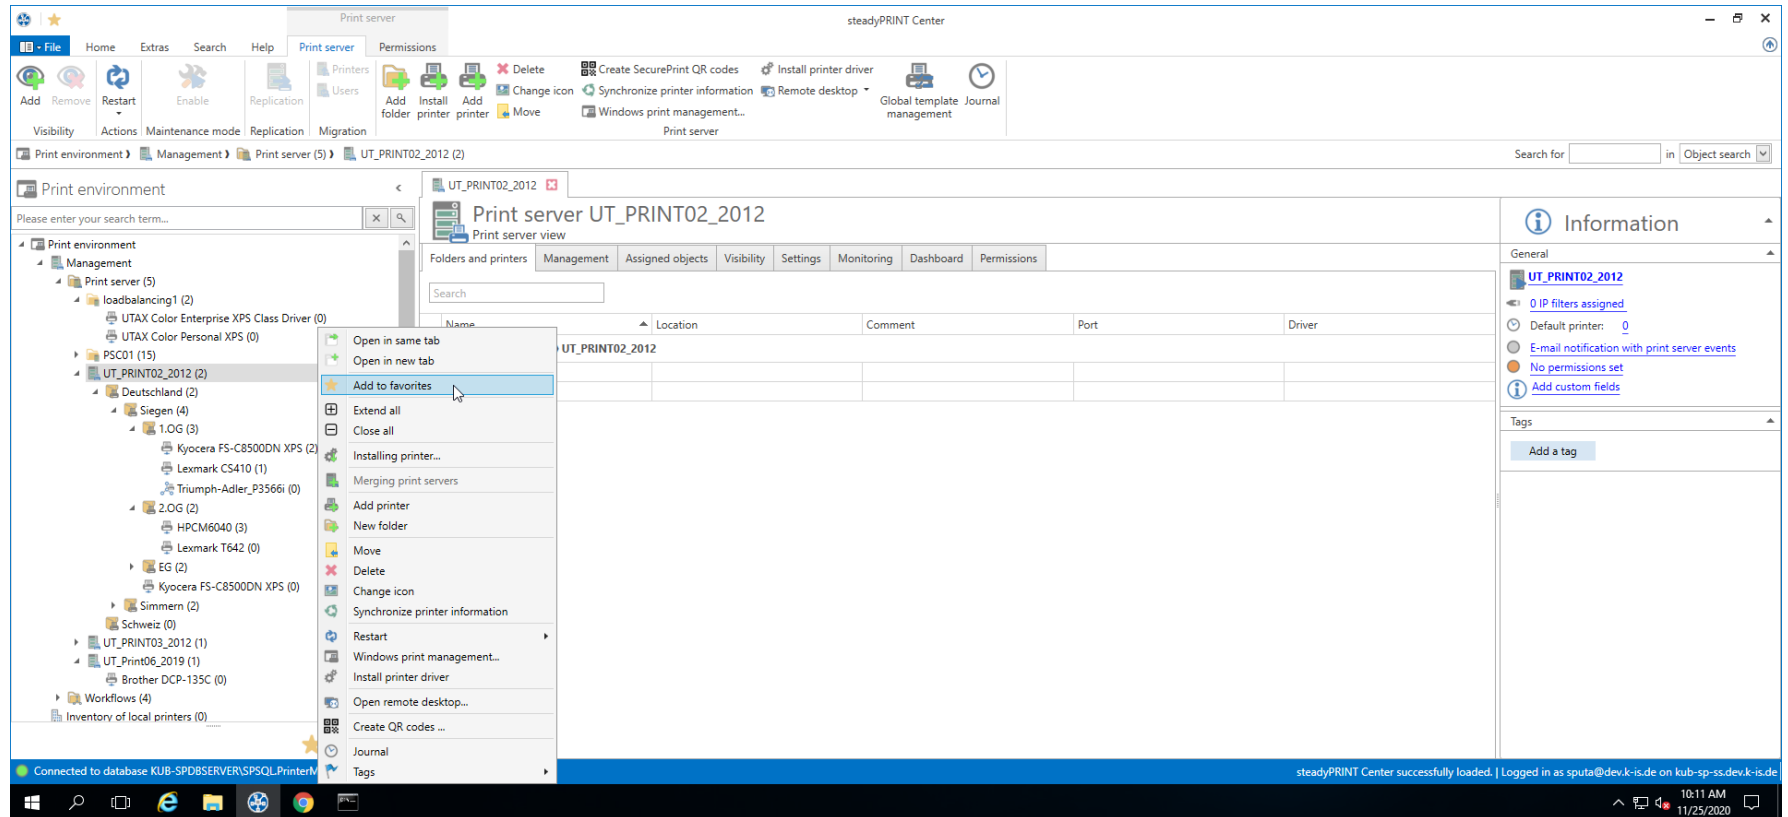 Print server
steadyPRINT Center
File Home Extras Search Help Print server Permissions
Add
Remove
Visibility
Restart
Actions
Enable
Maintenance mode
Replication
Replication
Printers
Users
Migration
Add folder
Install printer
Add printer
Delete
Change icon
Move
Create SecurePrint QR codes
Synchronize printer information
Windows print management...
Install printer driver
Remote desktop
Global template management
Journal
Print server
Print environment Management Print server (5) UT_PRINT02_2012 (2)
Search for in Object search
Print environment
Please enter your search term...
Print environment
Management
Print server (5)
loadbalancing1 (2)
UTAX Color Enterprise XPS Class Driver (0)
UTAX Color Personal XPS (0)
PSC01 (15)
UT_PRINT02_2012 (2)
Deutschland (2)
Siegen (4)
1.OG (3)
Kyocera FS-C8500DN XPS (2)
Lexmark CS410 (1)
Triumph-Adler_P3566i (0)
2.OG (2)
HPCM6040 (3)
Lexmark T642 (0)
EG (2)
Kyocera FS-C8500DN XPS (0)
Simmern (2)
Schweiz (0)
UT_PRINT03_2012 (1)
UT_Print06_2019 (1)
Brother DCP-135C (0)
Workflows (4)
Inventory of local printers (0)
Open in same tab
Open in new tab
Add to favorites
Extend all
Close all
Installing printer...
Merging print servers
Add printer
New folder
Move
Delete
Change icon
Synchronize printer information
Restart
Windows print management...
Install printer driver
Open remote desktop...
Create QR codes ...
Journal
Tags
UT_PRINT02_2012
Print server UT_PRINT02_2012
Print server view
Folders and printers Management Assigned objects Visibility Settings Monitoring Dashboard Permissions
Search
Name Location Comment Port Driver
UT_PRINT02_2012
Information
General
UT_PRINT02_2012
0 IP filters assigned
Default printer: 0
E-mail notification with print server events
No permissions set
Add custom fields
Tags
Add a tag
Connected to database KUB-SPDBSERVER\SPSQL.PrinterM
steadyPRINT Center successfully loaded. | Logged in as sputa@dev.k-is.de on kub-sp-ss.dev.k-is.de
10:11 AM
11/25/2020